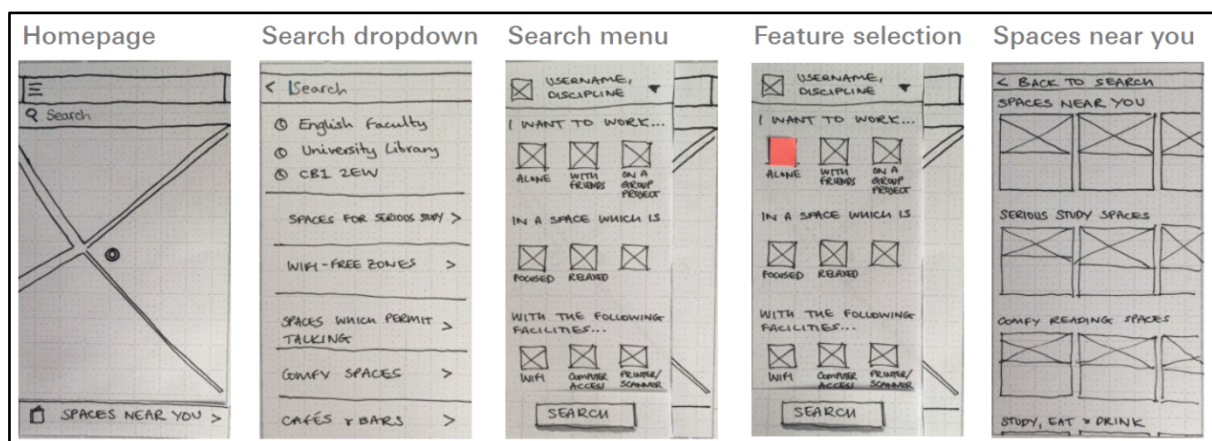 Homepage
Search
SPACES NEAR YOU >
Search dropdown
< Search
English Faculty
University Library
CB1 2EW
SPACES FOR SERIOUS STUDY >
WIFI-FREE ZONES >
SPACES WHICH PERMIT
TALKING >
COMFY SPACES >
CAFÉS & BARS >
Search menu
USERNAME,
DISCIPLINE
I WANT TO WORK...
ALONE
WITH
FRIENDS
ON A
GROUP
PROJECT
IN A SPACE WHICH IS
FOCUSED
RELAXED
WITH THE FOLLOWING
FACILITIES...
WIFI
COMPUTER
ACCESS
PRINTER/
SCANNER
SEARCH
Feature selection
USERNAME,
DISCIPLINE
I WANT TO WORK...
ALONE
WITH
FRIENDS
ON A
GROUP
PROJECT
IN A SPACE WHICH IS
FOCUSED
RELAXED
WITH THE FOLLOWING
FACILITIES...
WIFI
COMPUTER
ACCESS
PRINTER/
SCANNER
SEARCH
Spaces near you
< BACK TO SEARCH
SPACES NEAR YOU
SERIOUS STUDY SPACES
COMFY READING SPACES
STUDY, EAT & DRINK